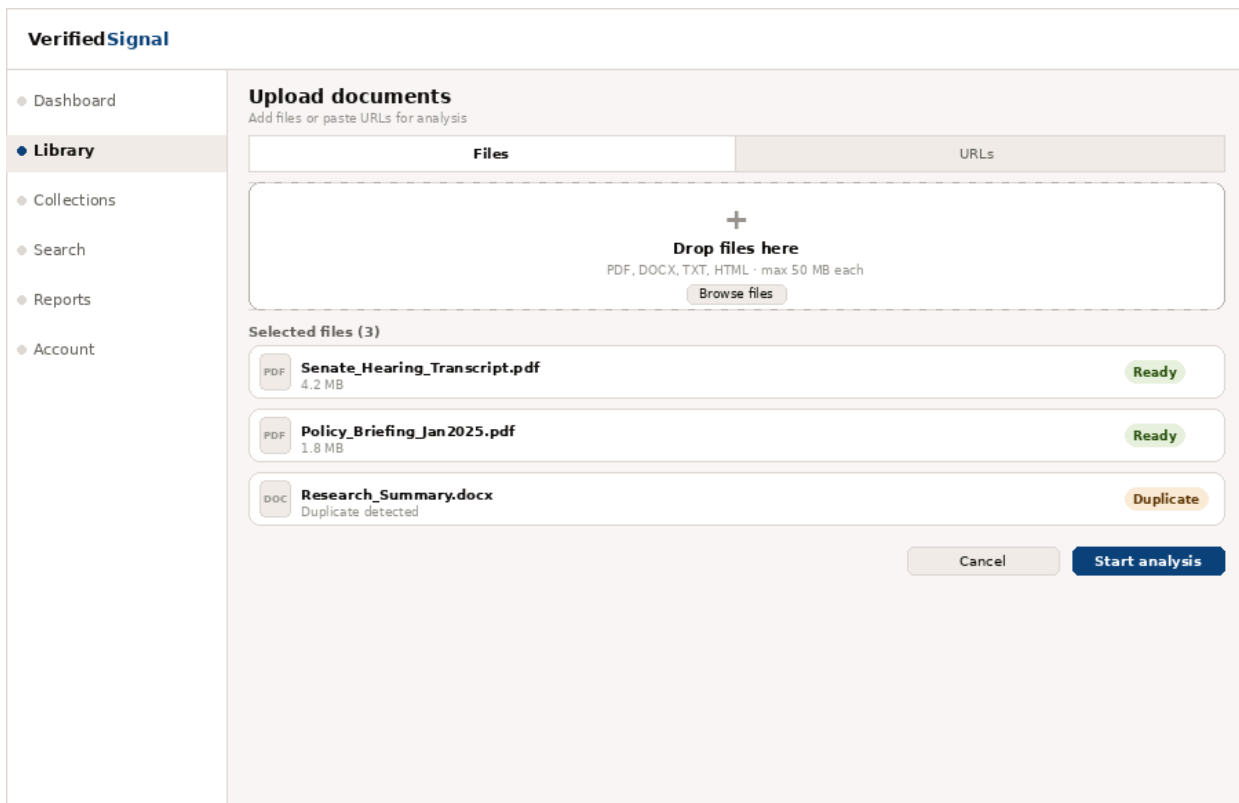 VerifiedSignal
Dashboard
Library
Collections
Search
Reports
Account
Upload documents
Add files or paste URLs for analysis
Files
URLs
+
Drop files here
PDF, DOCX, TXT, HTML · max 50 MB each
Browse files
Selected files (3)
PDF
Senate_Hearing_Transcript.pdf
4.2 MB
Ready
PDF
Policy_Briefing_Jan2025.pdf
1.8 MB
Ready
DOC
Research_Summary.docx
Duplicate detected
Duplicate
Cancel
Start analysis